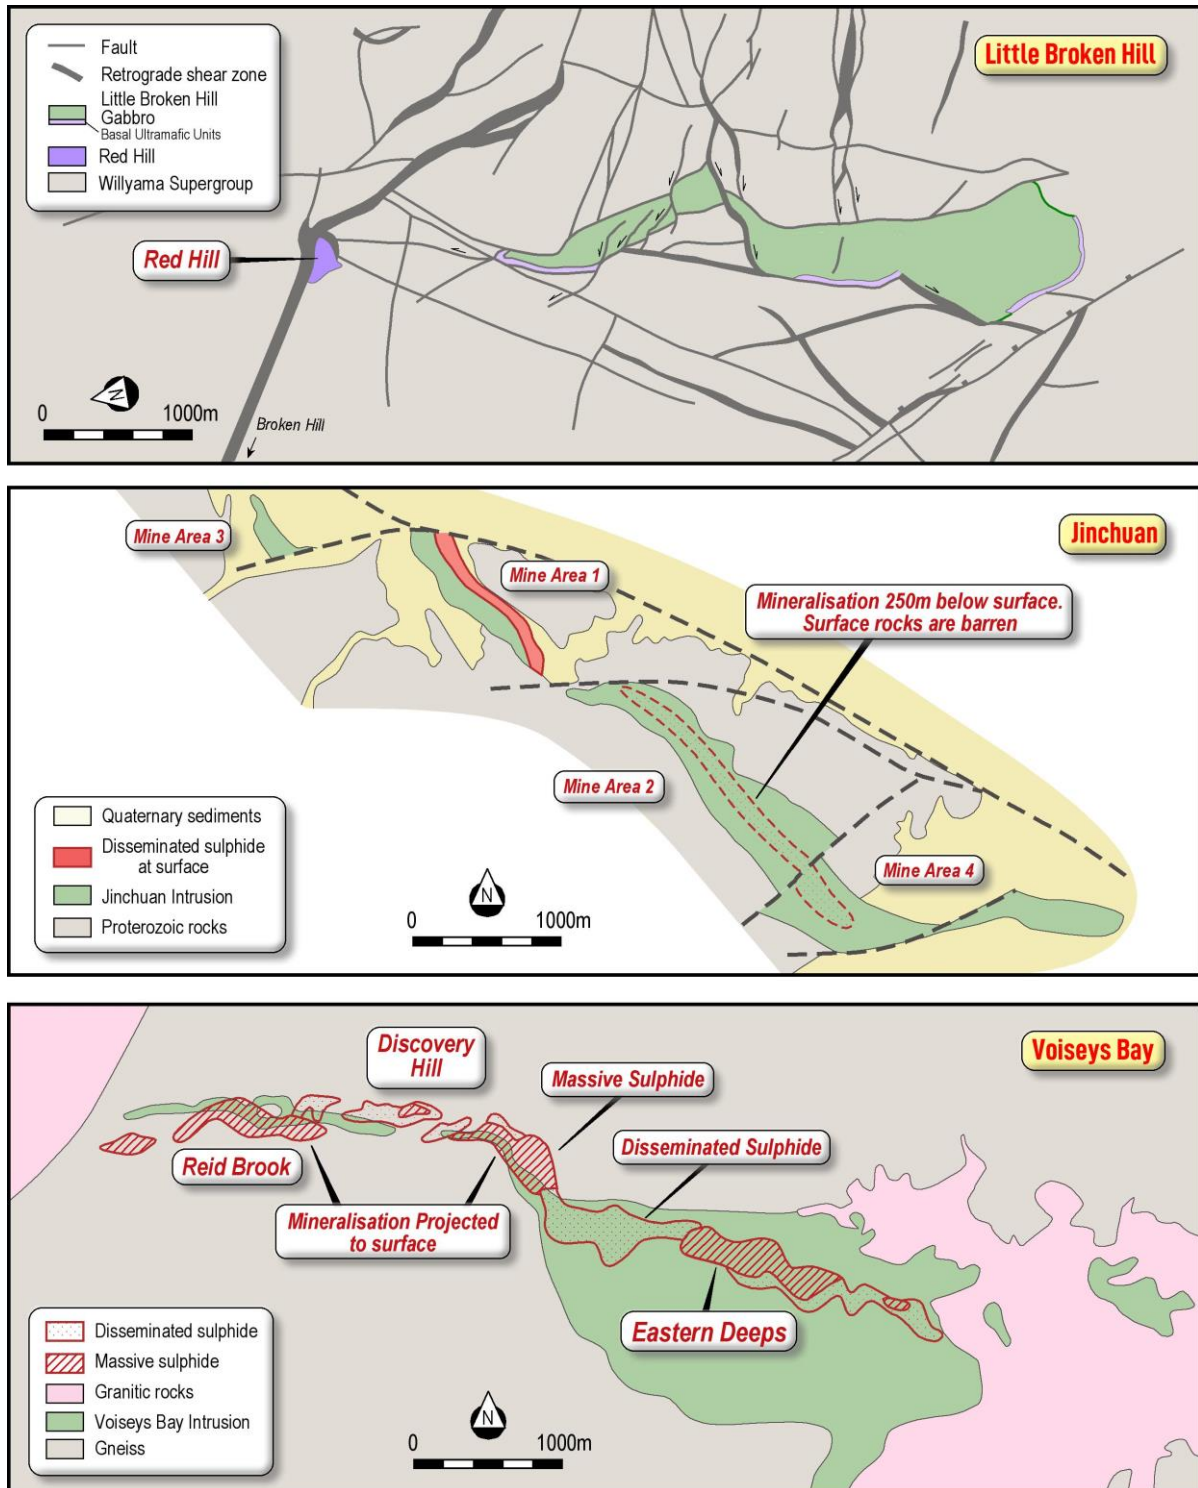 Fault
Retrograde shear zone
Little Broken Hill
Gabbro
Basal Ultramafic Units
Red Hill
Willyama Supergroup
Little Broken Hill
Red Hill
N
0 1000m
Broken Hill
Jinchuan
Mine Area 3
Mine Area 1
Mineralisation 250m below surface.
Surface rocks are barren
Mine Area 2
Mine Area 4
Quaternary sediments
Disseminated sulphide
at surface
Jinchuan Intrusion
Proterozoic rocks
N
0 1000m
Voiseys Bay
Discovery
Hill
Massive Sulphide
Disseminated Sulphide
Reid Brook
Mineralisation Projected
to surface
Eastern Deeps
Disseminated sulphide
Massive sulphide
Granitic rocks
Voiseys Bay Intrusion
Gneiss
N
0 1000m